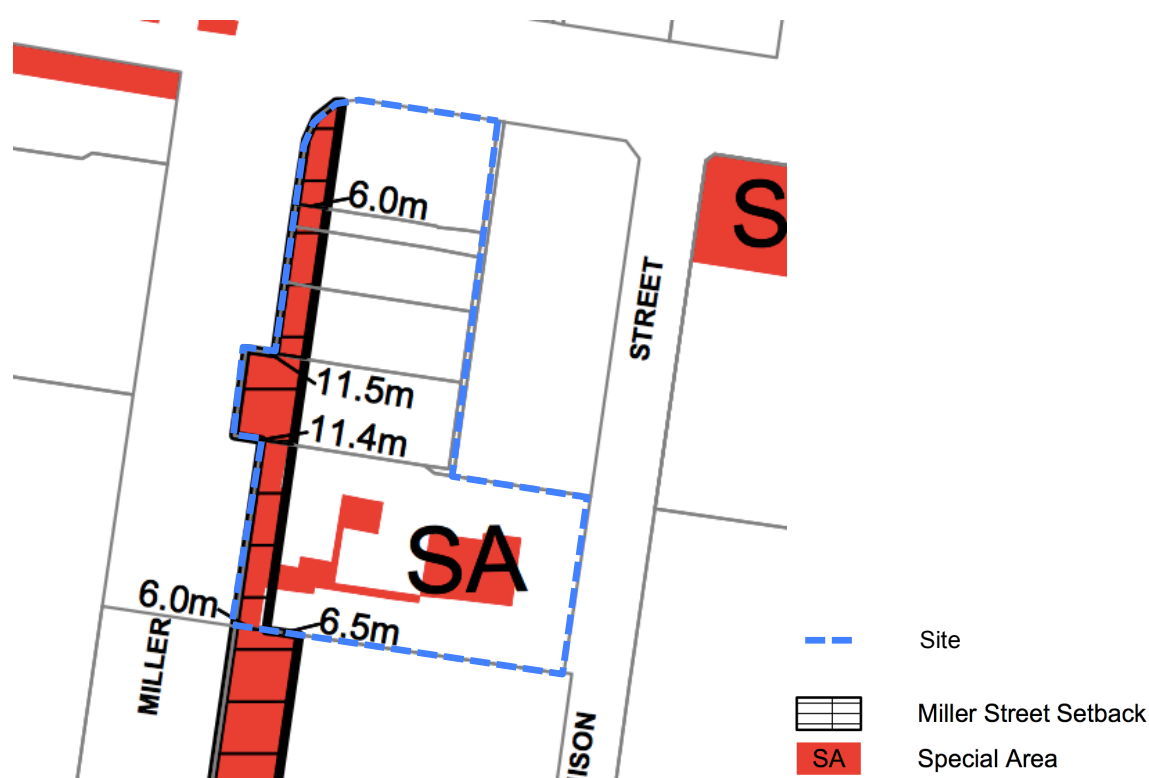 S
6.0m
STREET
11.5m
11.4m
SA
6.0m
6.5m
MILLER
ISON
Site
Miller Street Setback
SA Special Area